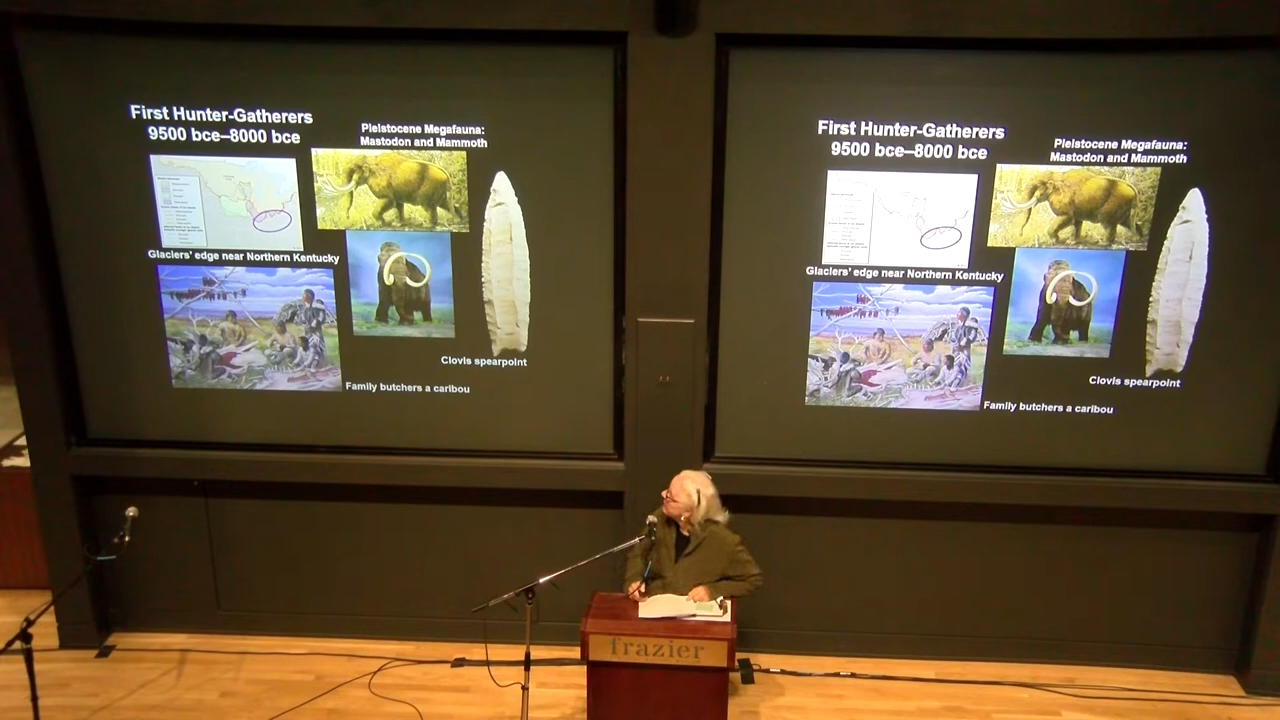 First Hunter-Gatherers
9500 bce–8000 bce
Pleistocene Megafauna:
Mastodon and Mammoth
Glaciers' edge near Northern Kentucky
Clovis spearpoint
Family butchers a caribou
First Hunter-Gatherers
9500 bce–8000 bce
Pleistocene Megafauna:
Mastodon and Mammoth
Glaciers' edge near Northern Kentucky
Clovis spearpoint
Family butchers a caribou
frazier